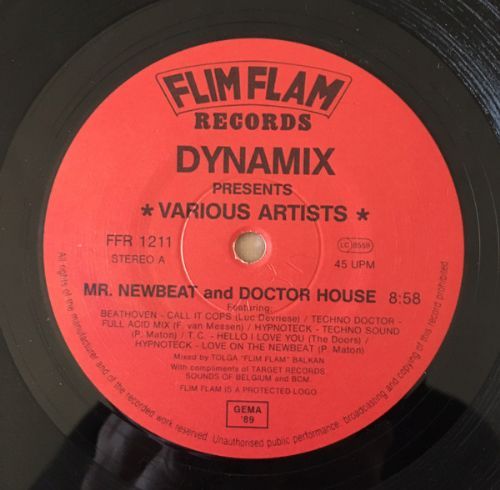 FLIM FLAM
RECORDS
DYNAMIX
PRESENTS
* VARIOUS ARTISTS *
FFR 1211
STEREO A
LC 8559
45 UPM
MR. NEWBEAT and DOCTOR HOUSE 8:58
Featuring:
BEATHOVEN - CALL IT COPS (Luc Devriese) / TECHNO DOCTOR -
FULL ACID MIX (F. van Messen) / HYPNOTECK - TECHNO SOUND
(P. Maton) / T. C. - HELLO I LOVE YOU (The Doors) /
HYPNOTECK - LOVE ON THE NEWBEAT (P. Maton)
Mixed by TOLGA "FLIM FLAM" BALKAN
With compliments of TARGET RECORDS
SOUNDS OF BELGIUM and BCM.
FLIM FLAM IS A PROTECTED LOGO
GEMA
'89
All rights of the manufacturer and of the recorded work reserved. Unauthorised public performance, broadcasting and copying of this record prohibited